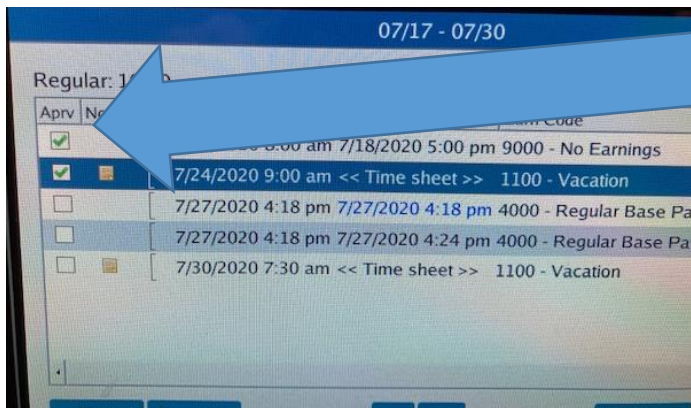 07/17 - 07/30
Regular:
Aprv Code
am 7/18/2020 5:00 pm 9000 - No Earnings
7/24/2020 9:00 am << Time sheet >> 1100 - Vacation
7/27/2020 4:18 pm 7/27/2020 4:18 pm 4000 - Regular Base Pa
7/27/2020 4:18 pm 7/27/2020 4:24 pm 4000 - Regular Base Pa
7/30/2020 7:30 am << Time sheet >> 1100 - Vacation